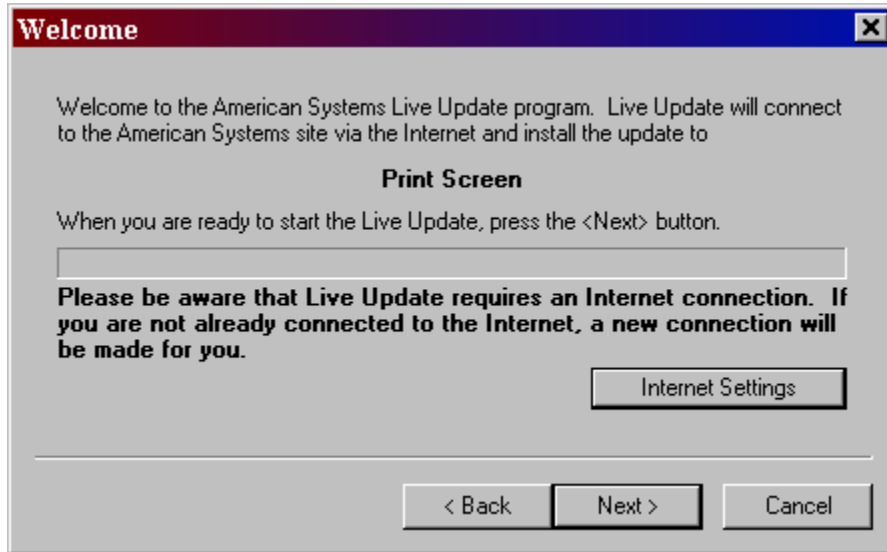 Welcome
Welcome to the American Systems Live Update program.  Live Update will connect
to the American Systems site via the Internet and install the update to
Print Screen
When you are ready to start the Live Update, press the <Next> button.
Please be aware that Live Update requires an Internet connection.  If
you are not already connected to the Internet, a new connection will
be made for you.
Internet Settings
< Back Next > Cancel